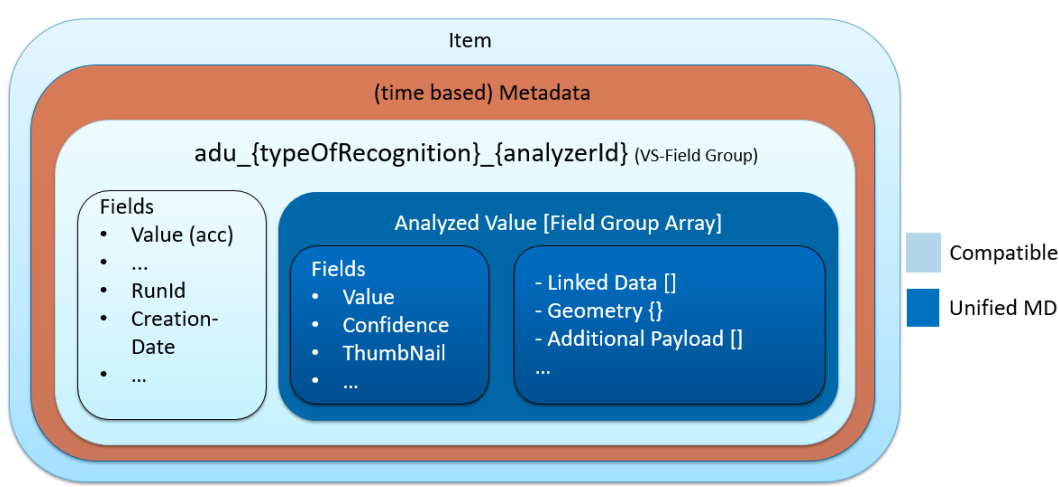 Item
(time based) Metadata
adu_{typeOfRecognition}_{analyzerId} (VS-Field Group)
Fields
• Value (acc)
• ...
• RunId
• Creation-
Date
• ...
Analyzed Value [Field Group Array]
Fields
• Value
• Confidence
• ThumbNail
• ...
- Linked Data []
- Geometry {}
- Additional Payload []
...
Compatible
Unified MD